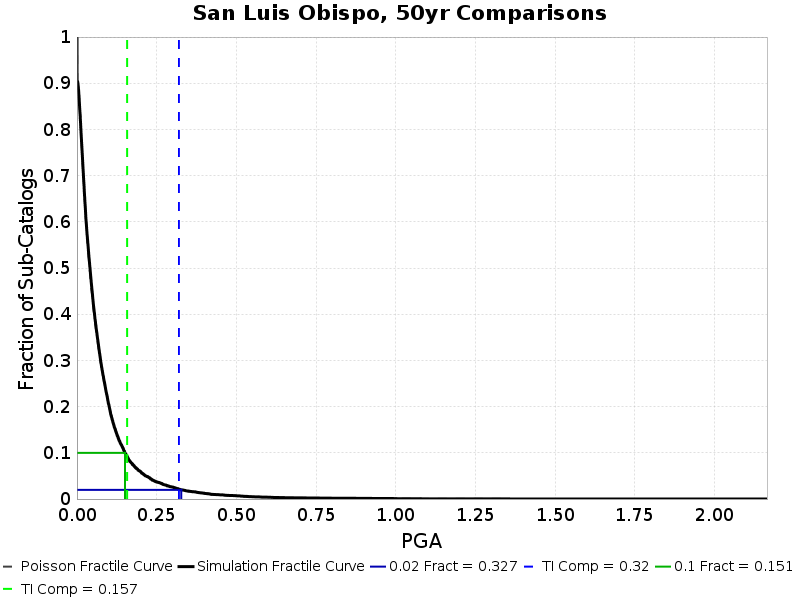 San Luis Obispo, 50yr Comparisons
1
0.9
0.8
0.7
0.6
0.5
0.4
0.3
0.2
0.1
0
Fraction of Sub-Catalogs
0.00 0.25 0.50 0.75 1.00 1.25 1.50 1.75 2.00
PGA
Poisson Fractile Curve Simulation Fractile Curve 0.02 Fract = 0.327 TI Comp = 0.32 0.1 Fract = 0.151
TI Comp = 0.157